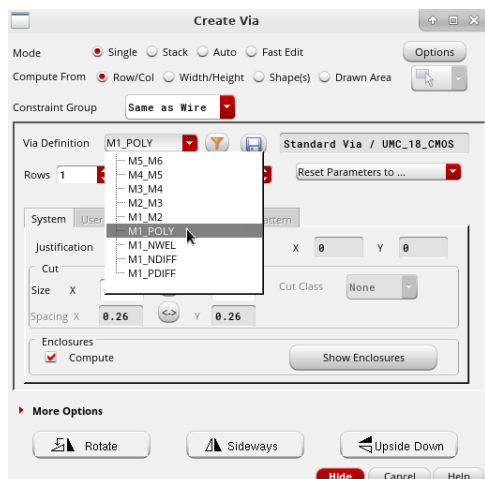 Create Via
Mode Single Stack Auto Fast Edit Options
Compute From Row/Col Width/Height Shape(s) Drawn Area
Constraint Group Same as Wire
Via Definition M1_POLY Standard Via / UMC_18_CMOS
M5_M6
M4_M5
Rows 1 Reset Parameters to ...
M3_M4
M2_M3
M1_M2
System User
M1_POLY
Justification X 0 Y 0
M1_NWEL
M1_NDIFF
Cut
M1_PDIFF
Size X Cut Class None
Spacing X 0.26 <-> Y 0.26
Enclosures
Compute Show Enclosures
More Options
Rotate Sideways Upside Down
Hide Cancel Help